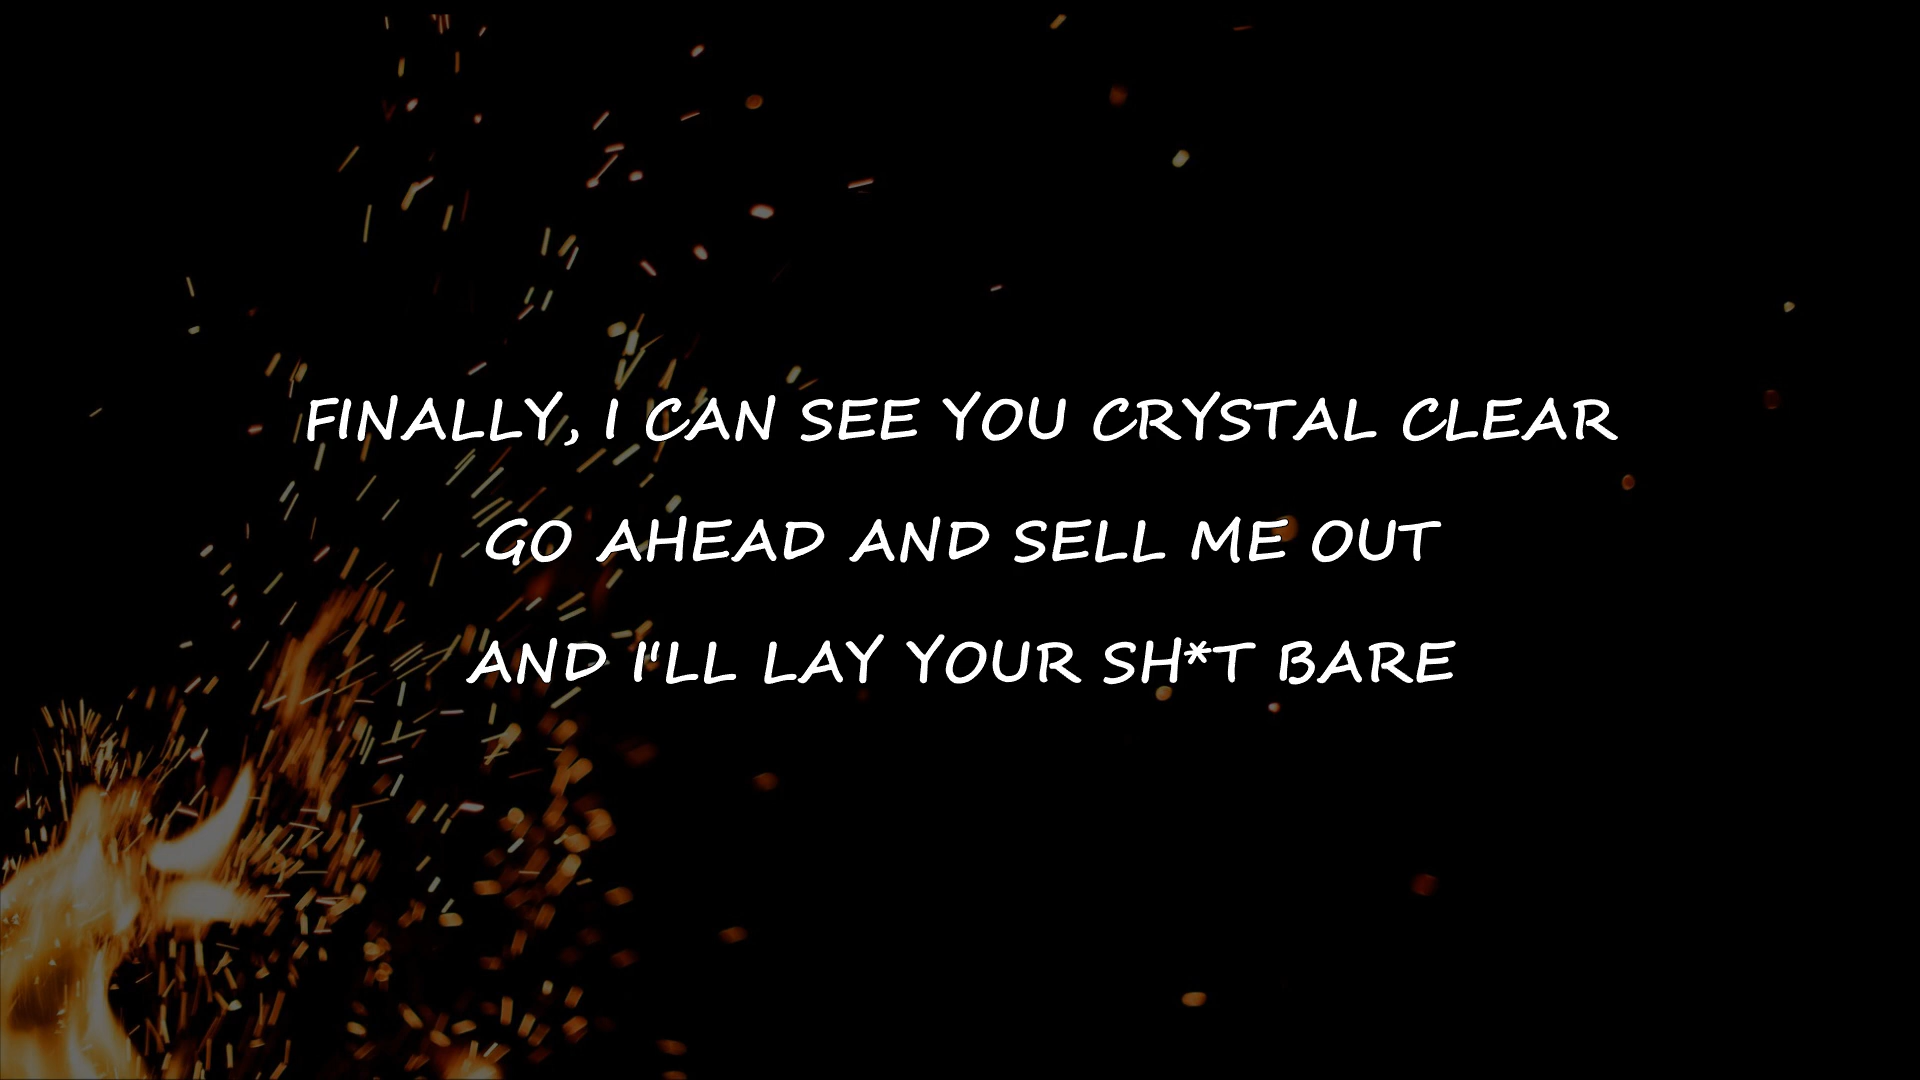 FINALLY, I CAN SEE YOU CRYSTAL CLEAR
GO AHEAD AND SELL ME OUT
AND I'LL LAY YOUR SH*T BARE